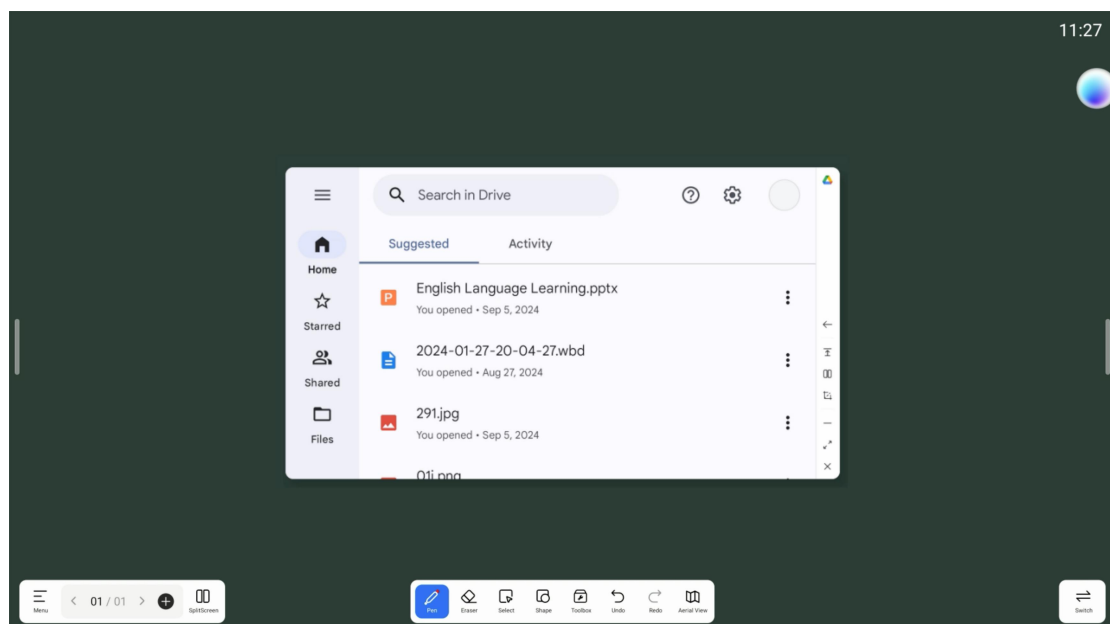 11:27
Search in Drive
Suggested Activity
Home
English Language Learning.pptx
You opened • Sep 5, 2024
Starred
2024-01-27-20-04-27.wbd
You opened • Aug 27, 2024
Shared
291.jpg
You opened • Sep 5, 2024
Files
01i.png
Menu
01 / 01
SplitScreen
Pen
Eraser
Select
Shape
Toolbox
Undo
Redo
Aerial View
Switch